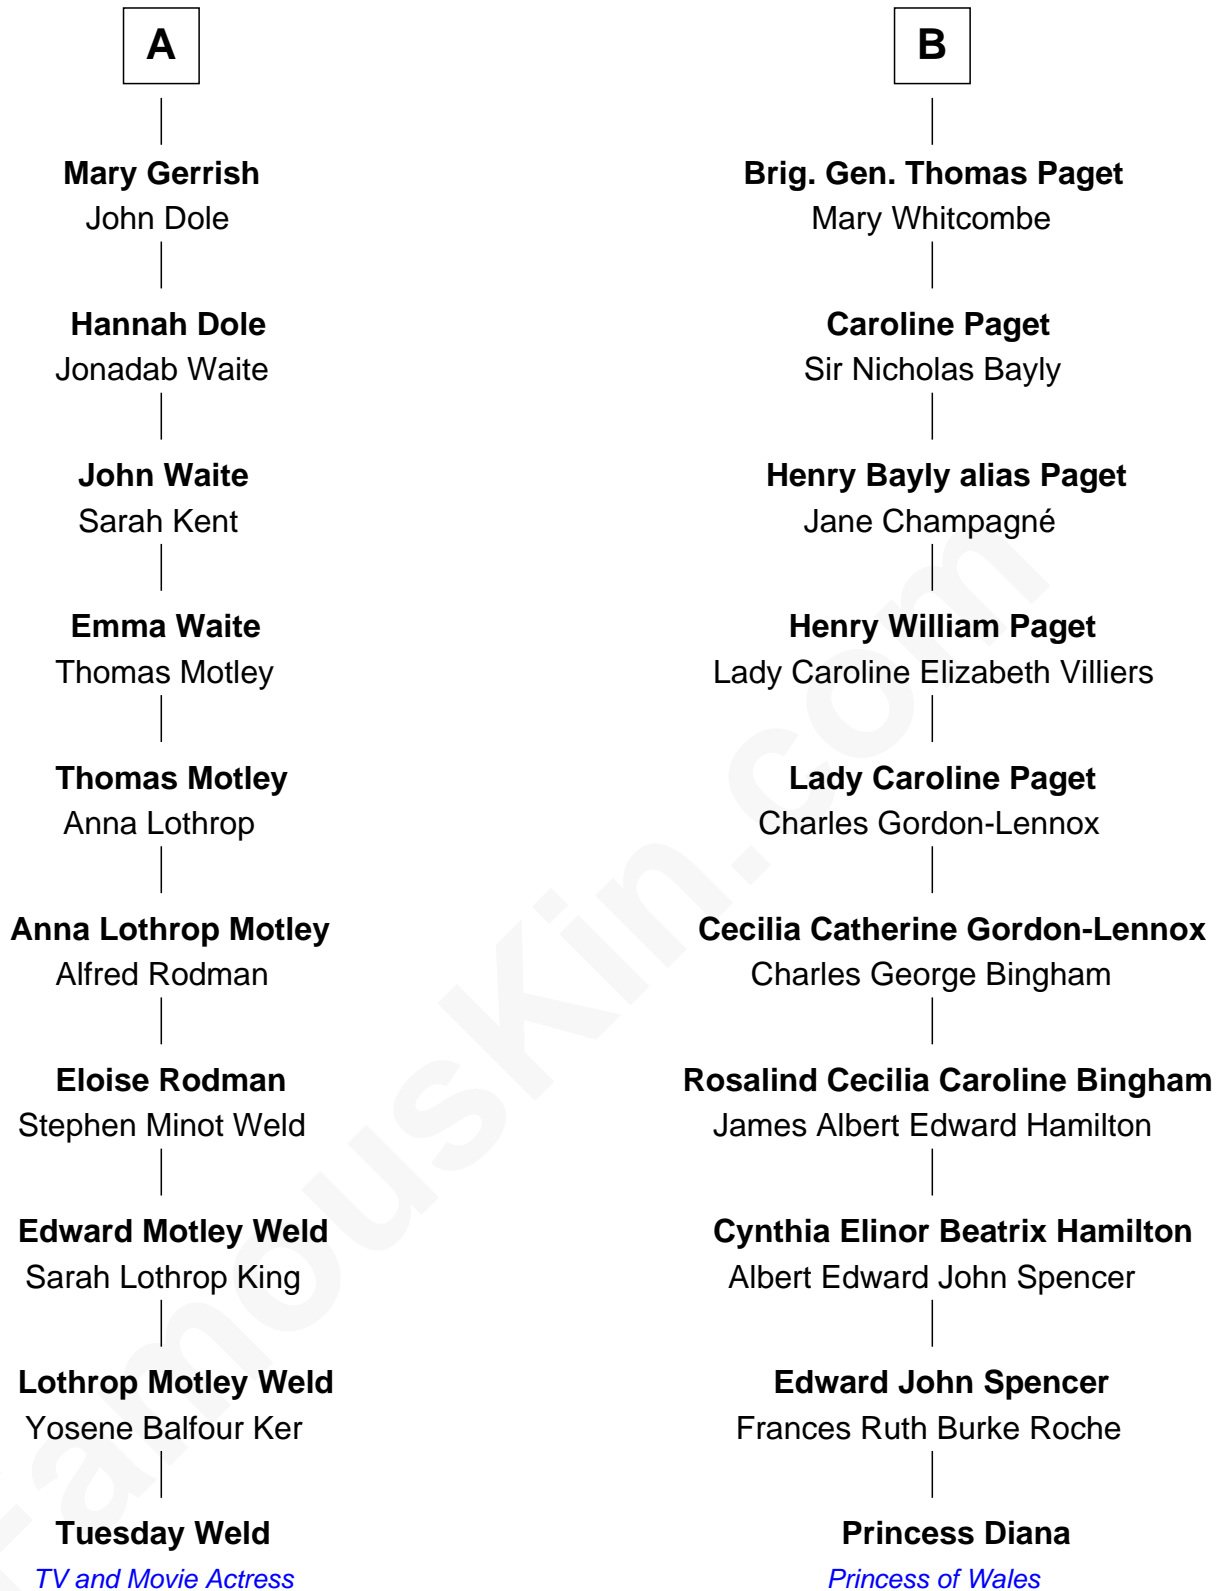 A
Mary Gerrish
John Dole
Hannah Dole
Jonadab Waite
John Waite
Sarah Kent
Emma Waite
Thomas Motley
Thomas Motley
Anna Lothrop
Anna Lothrop Motley
Alfred Rodman
Eloise Rodman
Stephen Minot Weld
Edward Motley Weld
Sarah Lothrop King
Lothrop Motley Weld
Yosene Balfour Ker
Tuesday Weld
TV and Movie Actress
B
Brig. Gen. Thomas Paget
Mary Whitcombe
Caroline Paget
Sir Nicholas Bayly
Henry Bayly alias Paget
Jane Champagné
Henry William Paget
Lady Caroline Elizabeth Villiers
Lady Caroline Paget
Charles Gordon-Lennox
Cecilia Catherine Gordon-Lennox
Charles George Bingham
Rosalind Cecilia Caroline Bingham
James Albert Edward Hamilton
Cynthia Elinor Beatrix Hamilton
Albert Edward John Spencer
Edward John Spencer
Frances Ruth Burke Roche
Princess Diana
Princess of Wales
FamousKin.com